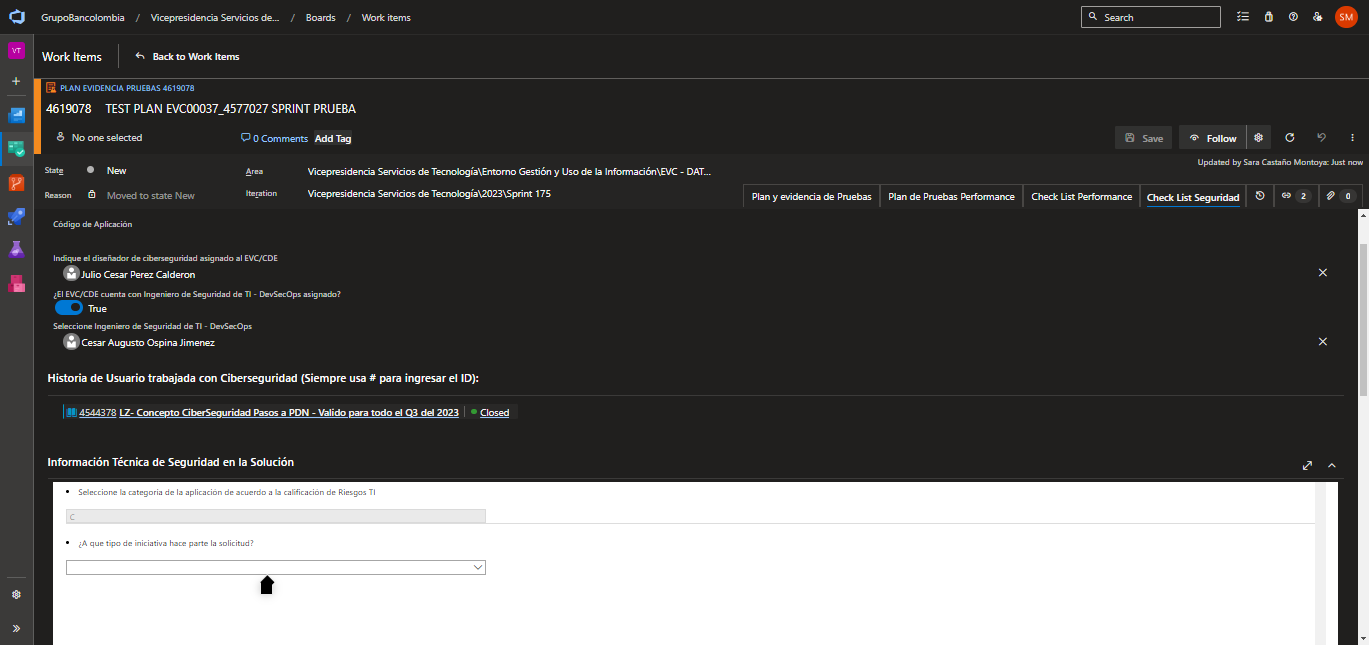 GrupoBancolombia / Vicepresidencia Servicios de... / Boards / Work items
Search
SM
VT
Work Items
Back to Work Items
PLAN EVIDENCIA PRUEBAS 4619078
4619078 TEST PLAN EVC00037_4577027 SPRINT PRUEBA
No one selected
0 Comments
Add Tag
Save
Follow
Updated by Sara Castaño Montoya: Just now
State
New
Area
Vicepresidencia Servicios de Tecnología\Entorno Gestión y Uso de la Información\EVC - DAT...
Reason
Moved to state New
Iteration
Vicepresidencia Servicios de Tecnología\2023\Sprint 175
Plan y evidencia de Pruebas
Plan de Pruebas Performance
Check List Performance
Check List Seguridad
2
0
Código de Aplicación
Indique el diseñador de ciberseguridad asignado al EVC/CDE
Julio Cesar Perez Calderon
¿El EVC/CDE cuenta con Ingeniero de Seguridad de TI - DevSecOps asignado?
True
Seleccione Ingeniero de Seguridad de TI - DevSecOps
Cesar Augusto Ospina Jimenez
Historia de Usuario trabajada con Ciberseguridad (Siempre usa # para ingresar el ID):
4544378 LZ- Concepto CiberSeguridad Pasos a PDN - Valido para todo el Q3 del 2023
Closed
Información Técnica de Seguridad en la Solución
Seleccione la categoría de la aplicación de acuerdo a la calificación de Riesgos TI
C
¿A que tipo de iniciativa hace parte la solicitud?